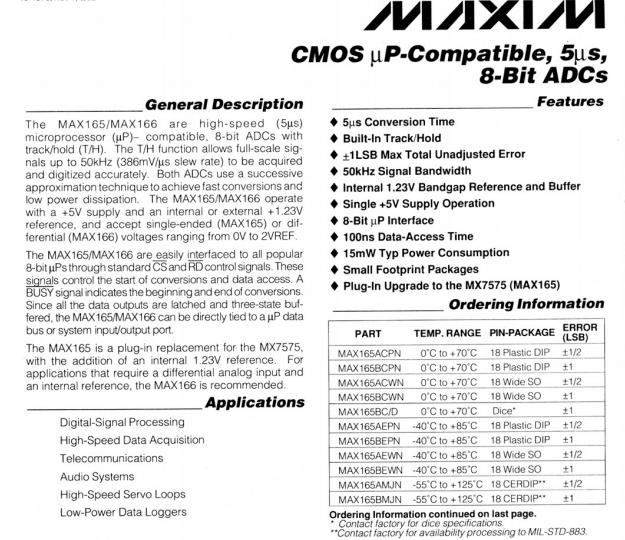 MAXIM
CMOS µP-Compatible, 5µs,
8-Bit ADCs
General Description
The MAX165/MAX166 are high-speed (5µs)
microprocessor (µP)– compatible, 8-bit ADCs with
track/hold (T/H). The T/H function allows full-scale sig-
nals up to 50kHz (386mV/µs slew rate) to be acquired
and digitized accurately. Both ADCs use a successive
approximation technique to achieve fast conversions and
low power dissipation. The MAX165/MAX166 operate
with a +5V supply and an internal or external +1.23V
reference, and accept single-ended (MAX165) or dif-
ferential (MAX166) voltages ranging from 0V to 2VREF.
The MAX165/MAX166 are easily interfaced to all popular
8-bit µPs through standard C̅S̅ and R̅D̅ control signals. These
signals control the start of conversions and data access. A
B̅U̅S̅Y̅ signal indicates the beginning and end of conversions.
Since all the data outputs are latched and three-state buf-
fered, the MAX165/MAX166 can be directly tied to a µP data
bus or system input/output port.
The MAX165 is a plug-in replacement for the MX7575,
with the addition of an internal 1.23V reference. For
applications that require a differential analog input and
an internal reference, the MAX166 is recommended.
Applications
Digital-Signal Processing
High-Speed Data Acquisition
Telecommunications
Audio Systems
High-Speed Servo Loops
Low-Power Data Loggers
Features
♦ 5µs Conversion Time
♦ Built-In Track/Hold
♦ ±1LSB Max Total Unadjusted Error
♦ 50kHz Signal Bandwidth
♦ Internal 1.23V Bandgap Reference and Buffer
♦ Single +5V Supply Operation
♦ 8-Bit µP Interface
♦ 100ns Data-Access Time
♦ 15mW Typ Power Consumption
♦ Small Footprint Packages
♦ Plug-In Upgrade to the MX7575 (MAX165)
Ordering Information
PART TEMP. RANGE PIN-PACKAGE ERROR (LSB)
MAX165ACPN 0°C to +70°C 18 Plastic DIP ±1/2
MAX165BCPN 0°C to +70°C 18 Plastic DIP ±1
MAX165ACWN 0°C to +70°C 18 Wide SO ±1/2
MAX165BCWN 0°C to +70°C 18 Wide SO ±1
MAX165BC/D 0°C to +70°C Dice* ±1
MAX165AEPN -40°C to +85°C 18 Plastic DIP ±1/2
MAX165BEPN -40°C to +85°C 18 Plastic DIP ±1
MAX165AEWN -40°C to +85°C 18 Wide SO ±1/2
MAX165BEWN -40°C to +85°C 18 Wide SO ±1
MAX165AMJN -55°C to +125°C 18 CERDIP** ±1/2
MAX165BMJN -55°C to +125°C 18 CERDIP** ±1
Ordering Information continued on last page.
* Contact factory for dice specifications.
**Contact factory for availability processing to MIL-STD-883.